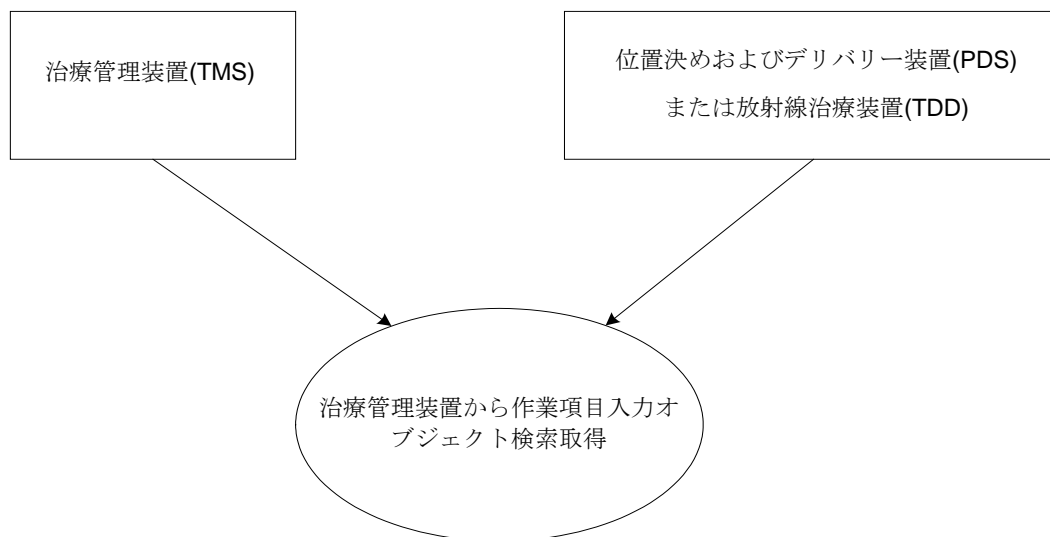 治療管理装置(TMS)
位置決めおよびデリバリー装置(PDS)
または放射線治療装置(TDD)
治療管理装置から作業項目入力オ
ブジェクト検索取得